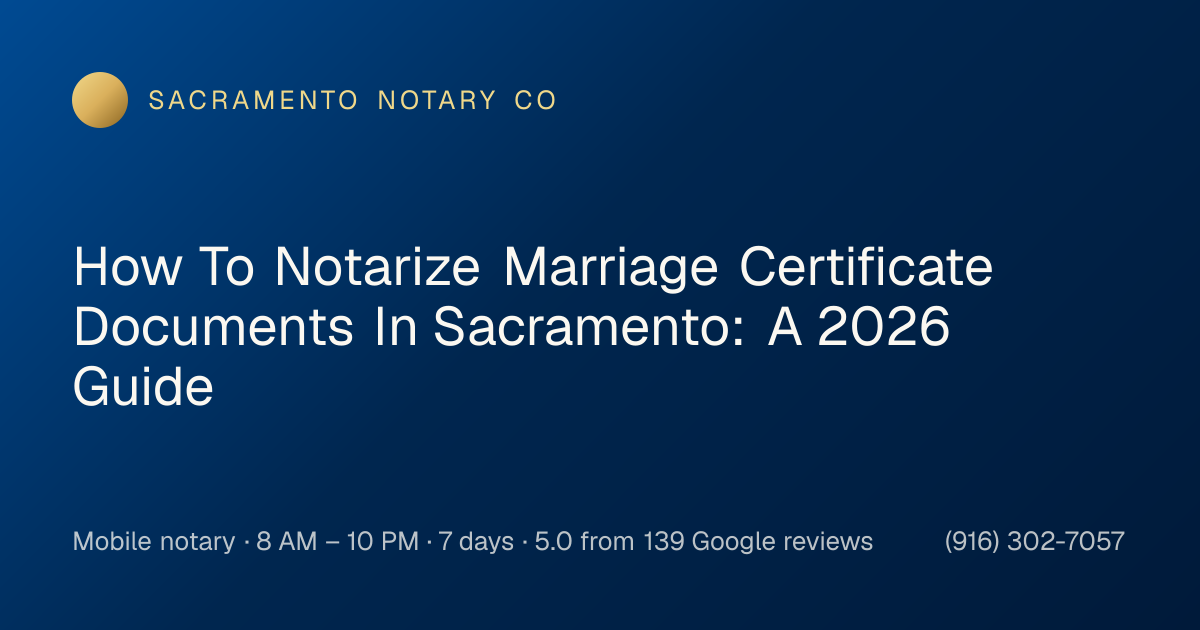 SACRAMENTO NOTARY CO
How To Notarize Marriage Certificate
Documents In Sacramento: A 2026
Guide
Mobile notary · 8 AM – 10 PM · 7 days · 5.0 from 139 Google reviews
(916) 302-7057